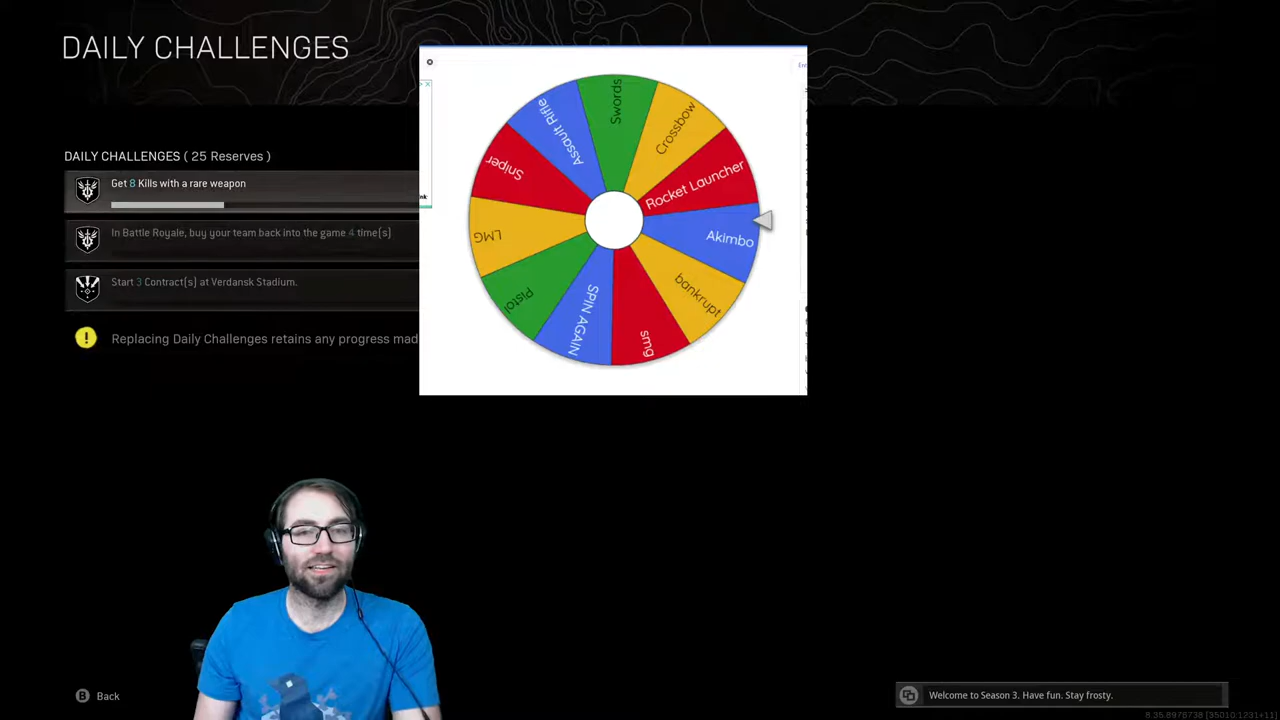 DAILY CHALLENGES
DAILY CHALLENGES ( 25 Reserves )
Get 8 Kills with a rare weapon
In Battle Royale, buy your team back into the game 4 time(s)
Start 3 Contract(s) at Verdansk Stadium.
Replacing Daily Challenges retains any progress mad
Swords
Crossbow
Rocket Launcher
Akimbo
bankrupt
smg
SPIN AGAIN
Pistol
LMG
Sniper
Assault Rifle
B Back
Welcome to Season 3. Have fun. Stay frosty.